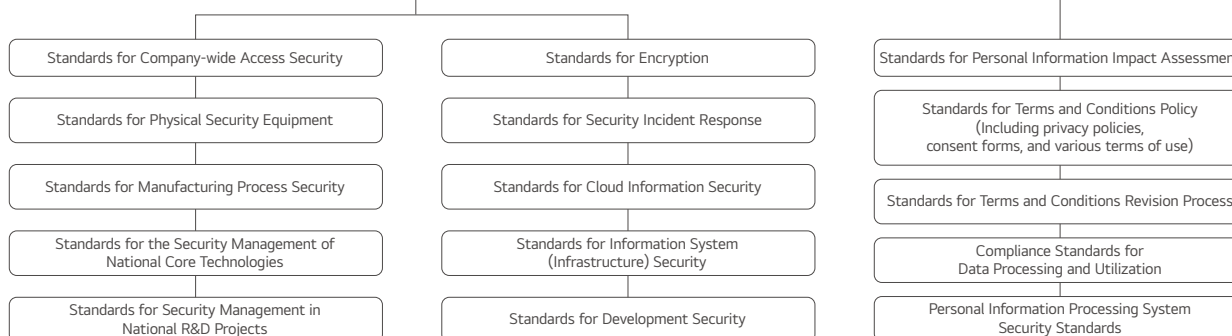 Standards for Company-wide Access Security
Standards for Physical Security Equipment
Standards for Manufacturing Process Security
Standards for the Security Management of
National Core Technologies
Standards for Security Management in
National R&D Projects
Standards for Encryption
Standards for Security Incident Response
Standards for Cloud Information Security
Standards for Information System
(Infrastructure) Security
Standards for Development Security
Standards for Personal Information Impact
Standards for Terms and Conditions Policy
(Including privacy policies,
consent forms, and various terms of use)
Standards for Terms and Conditions Revision Process
Compliance Standards for
Data Processing and Utilization
Personal Information Processing System
Security Standards